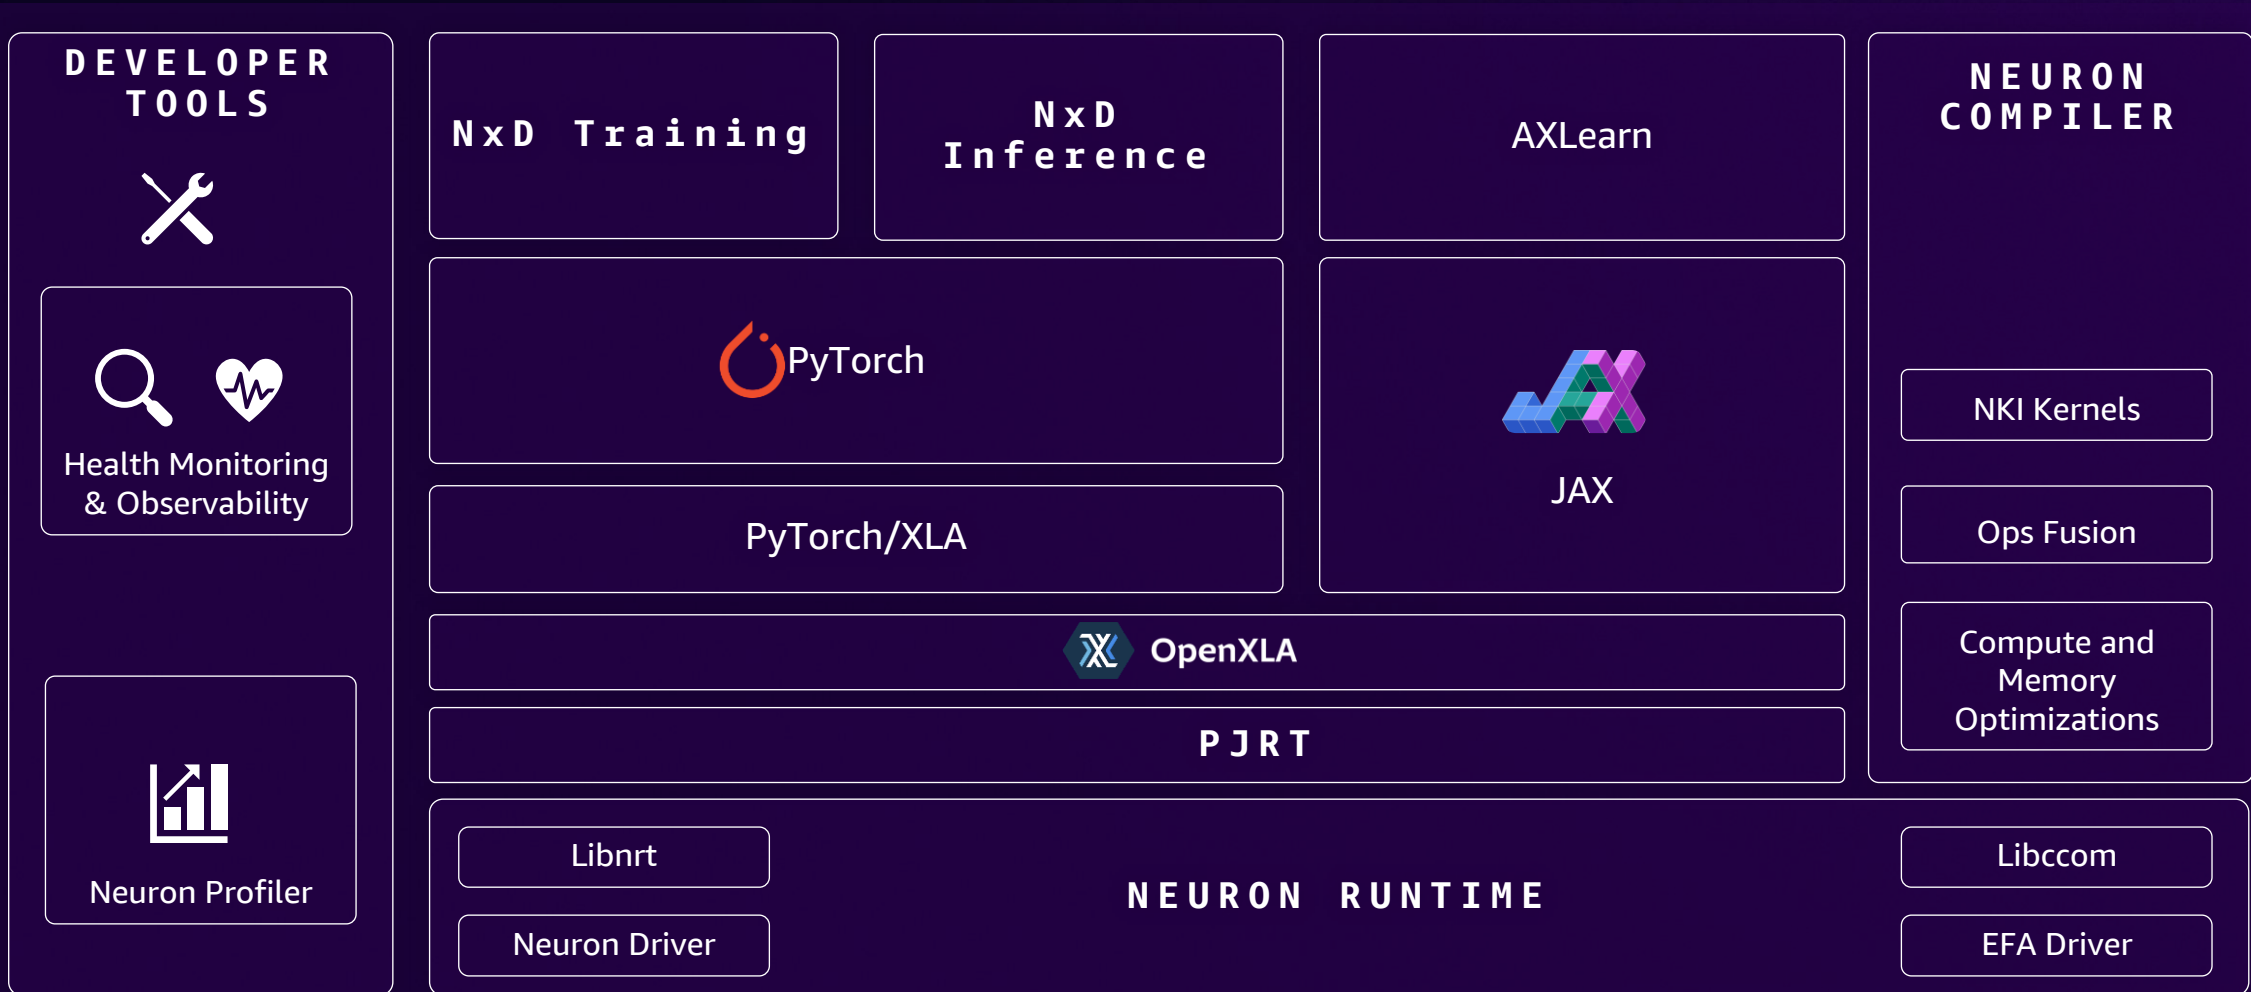 DEVELOPER
TOOLS
Health Monitoring
& Observability
Neuron Profiler
NxD Training
NxD
Inference
AXLearn
PyTorch
JAX
PyTorch/XLA
OpenXLA
PJRT
NEURON
COMPILER
NKI Kernels
Ops Fusion
Compute and
Memory
Optimizations
Libnrt
Neuron Driver
NEURON RUNTIME
Libccom
EFA Driver